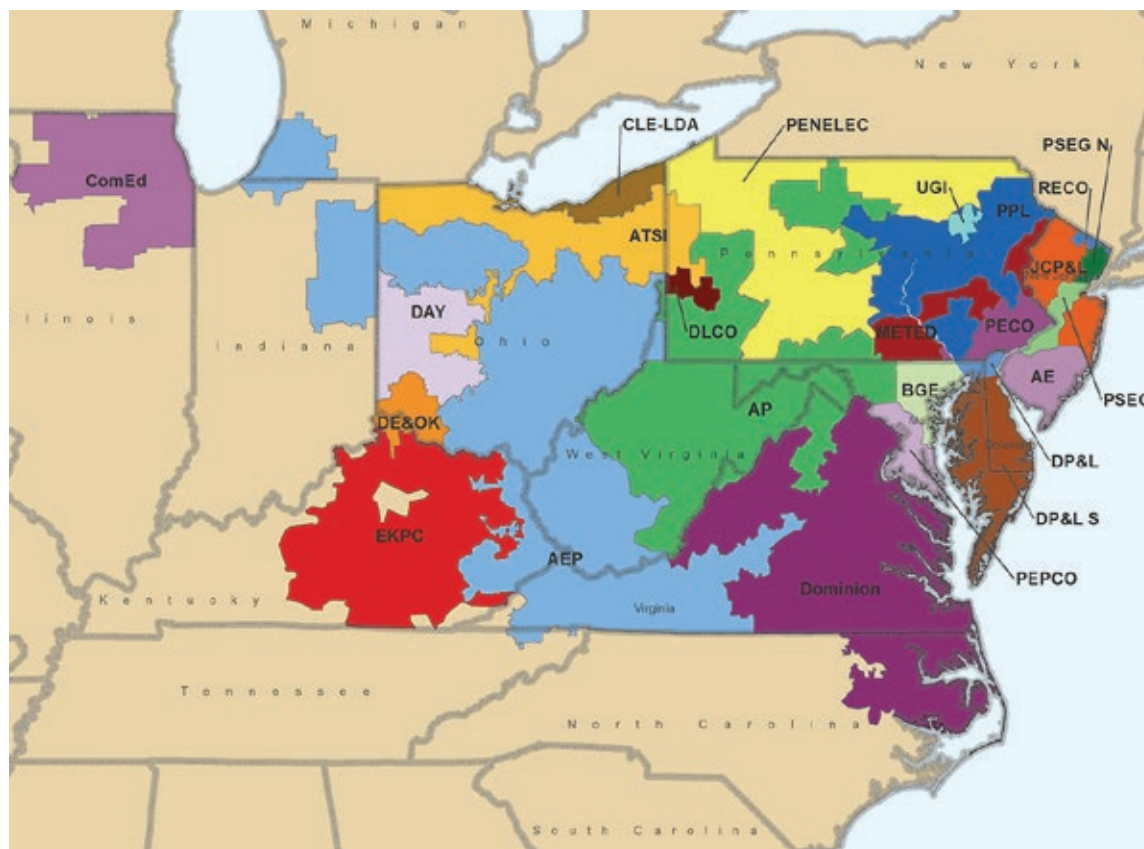 Michigan
New York
CLE-LDA
PENELEC
PSEG N
ComEd
UGI
RECO
PPL
ATSI
Pennsylvania
JCP&L
DAY
DLCO
METED
PECO
Illinois
Indiana
Ohio
AE
BGE
PSEG
DE&OK
AP
West Virginia
DP&L
DP&L S
EKPC
AEP
PEPCO
Dominion
Kentucky
Virginia
Tennessee
North Carolina
South Carolina